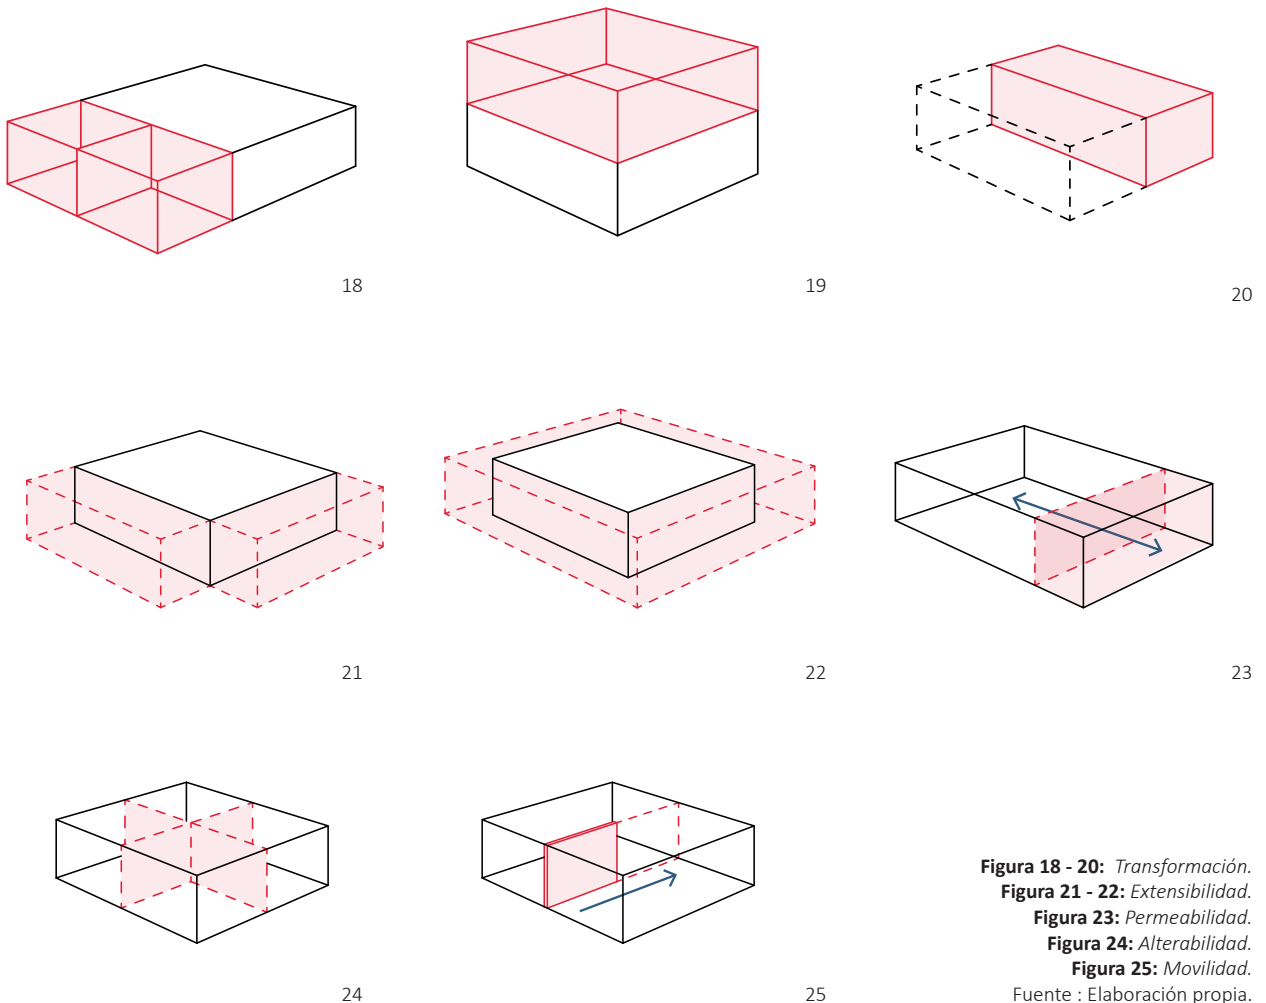 18
19
20
21
22
23
24
25
Figura 18 - 20: Transformación.
Figura 21 - 22: Extensibilidad.
Figura 23: Permeabilidad.
Figura 24: Alterabilidad.
Figura 25: Movilidad.
Fuente : Elaboración propia.